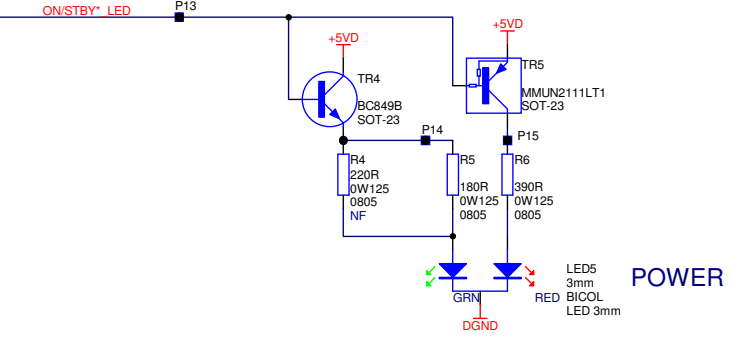 ON/STBY*_LED
P13
+5VD
TR4
BC849B
SOT-23
+5VD
TR5
MMUN2111LT1
SOT-23
P14
P15
R4
220R
0W125
0805
NF
R5
180R
0W125
0805
R6
390R
0W125
0805
GRN
RED
LED5
3mm
BICOL
LED 3mm
POWER
DGND